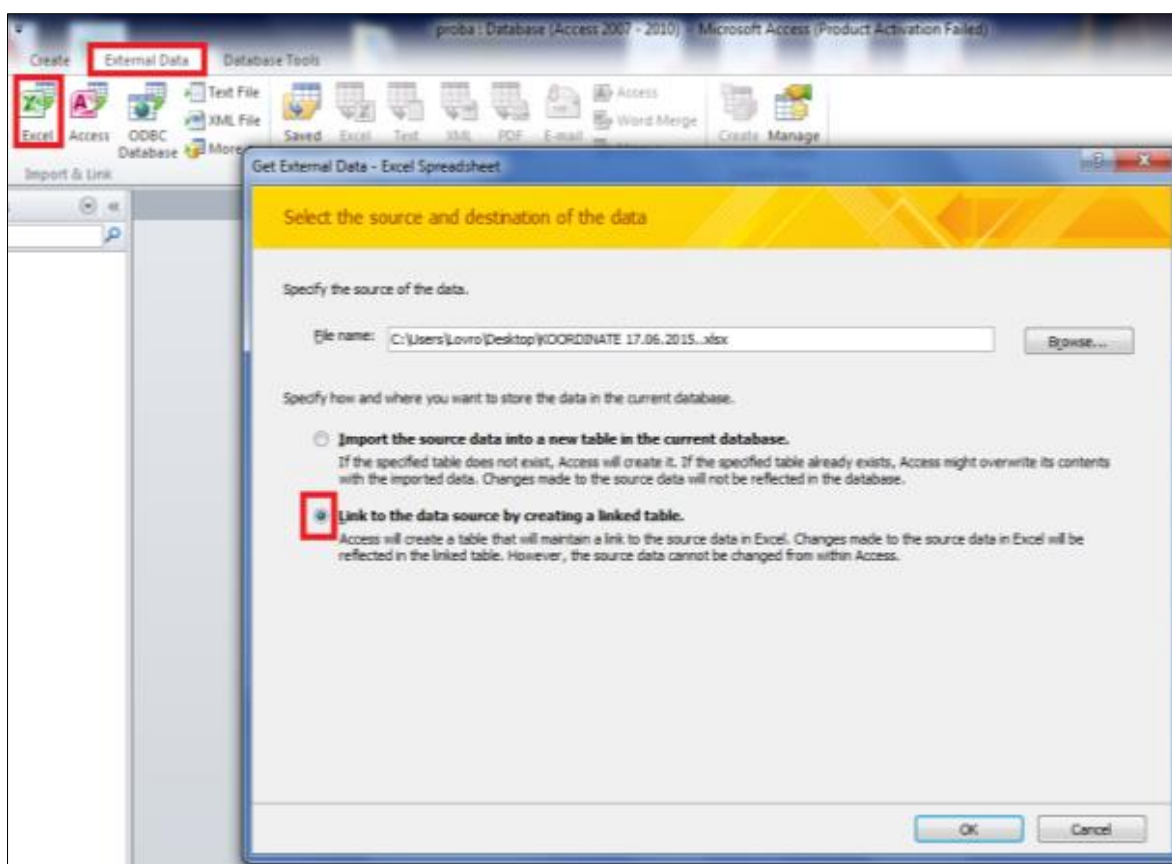 proba : Database (Access 2007 - 2010) - Microsoft Access (Product Activation Failed)
Create External Data Database Tools
Excel Access ODBC Database Text File XML File More
Saved Excel Text XML PDF E-mail Access Word Merge Create Manage
Import & Link
Get External Data - Excel Spreadsheet
Select the source and destination of the data
Specify the source of the data.
File name: C:\Users\Lovro\Desktop\KOORDINATE 17.06.2015..xlsx Browse...
Specify how and where you want to store the data in the current database.
Import the source data into a new table in the current database.
If the specified table does not exist, Access will create it. If the specified table already exists, Access might overwrite its contents
with the imported data. Changes made to the source data will not be reflected in the database.
Link to the data source by creating a linked table.
Access will create a table that will maintain a link to the source data in Excel. Changes made to the source data in Excel will be
reflected in the linked table. However, the source data cannot be changed from within Access.
OK Cancel